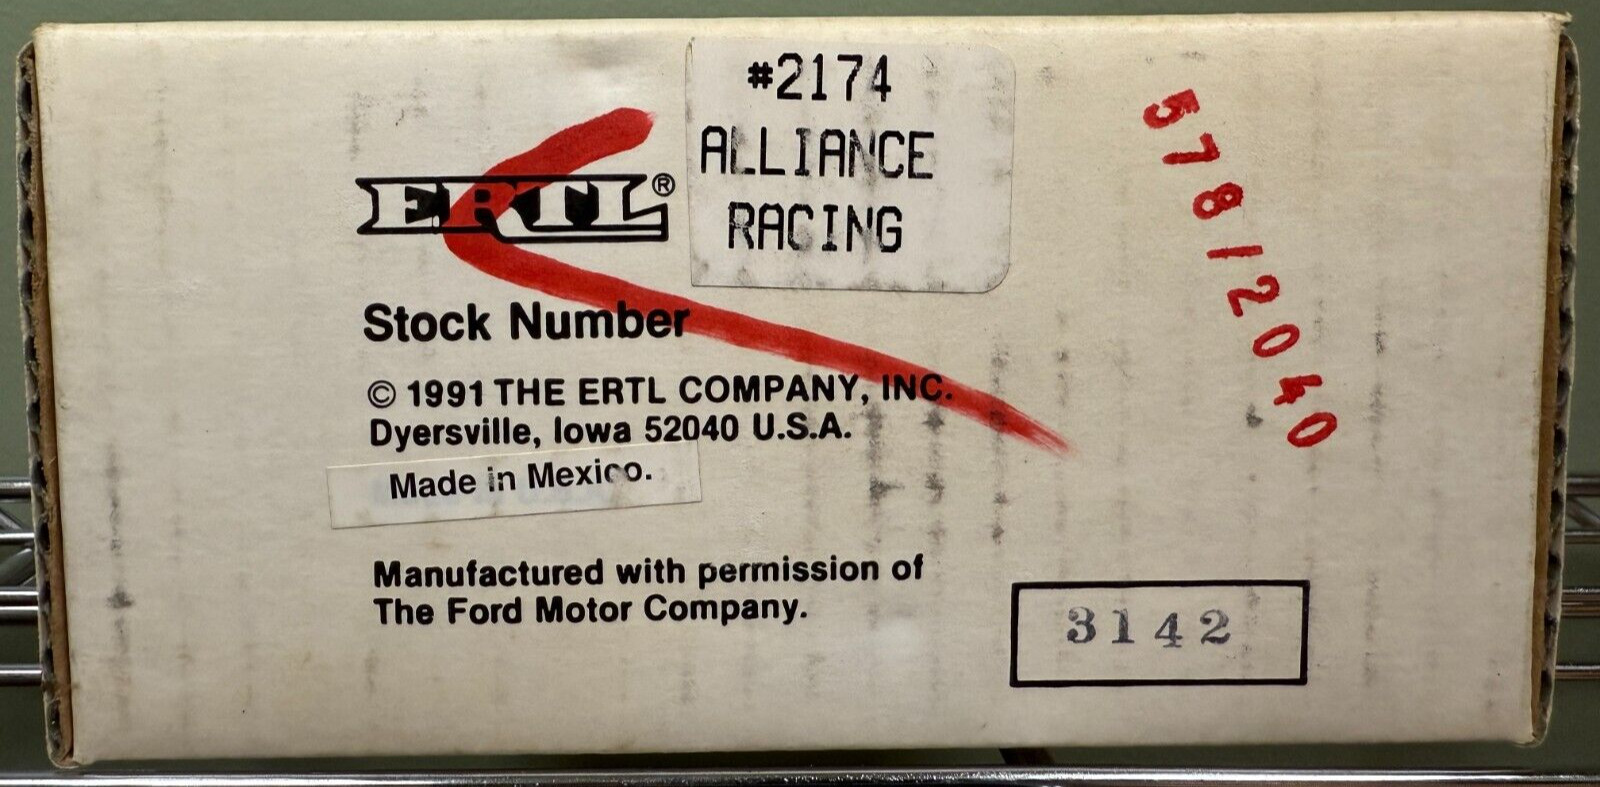 #2174
ALLIANCE
RACING
ERTL®
Stock Number
© 1991 THE ERTL COMPANY, INC.
Dyersville, Iowa 52040 U.S.A.
Made in Mexico.
Manufactured with permission of
The Ford Motor Company.
3142
578/2040